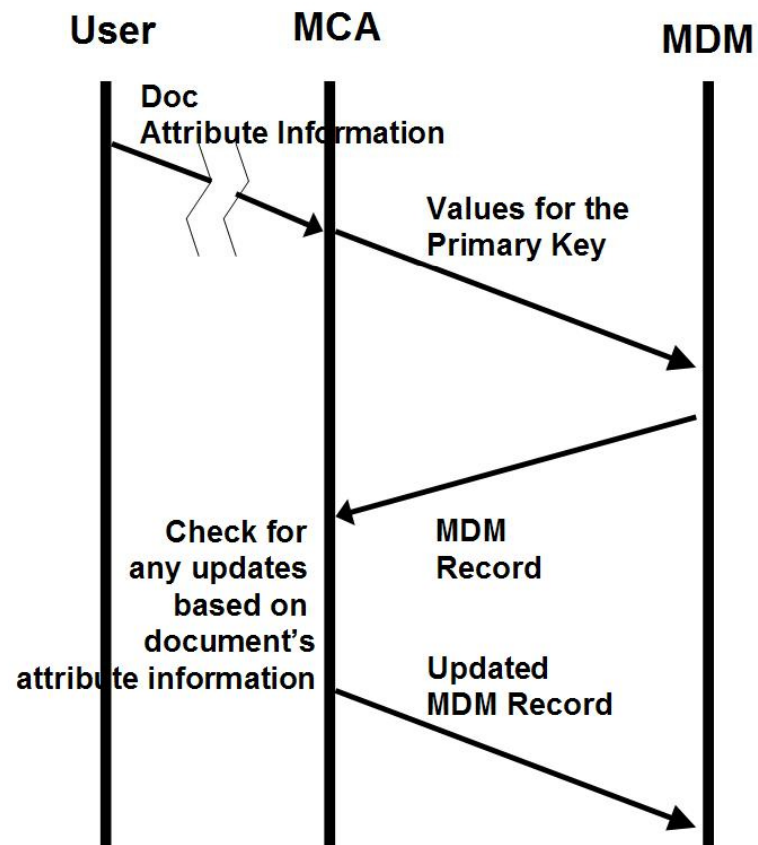 User
MCA
MDM
Doc
Attribute Information
Values for the
Primary Key
MDM
Record
Check for
any updates
based on
document’s
attribute information
Updated
MDM Record